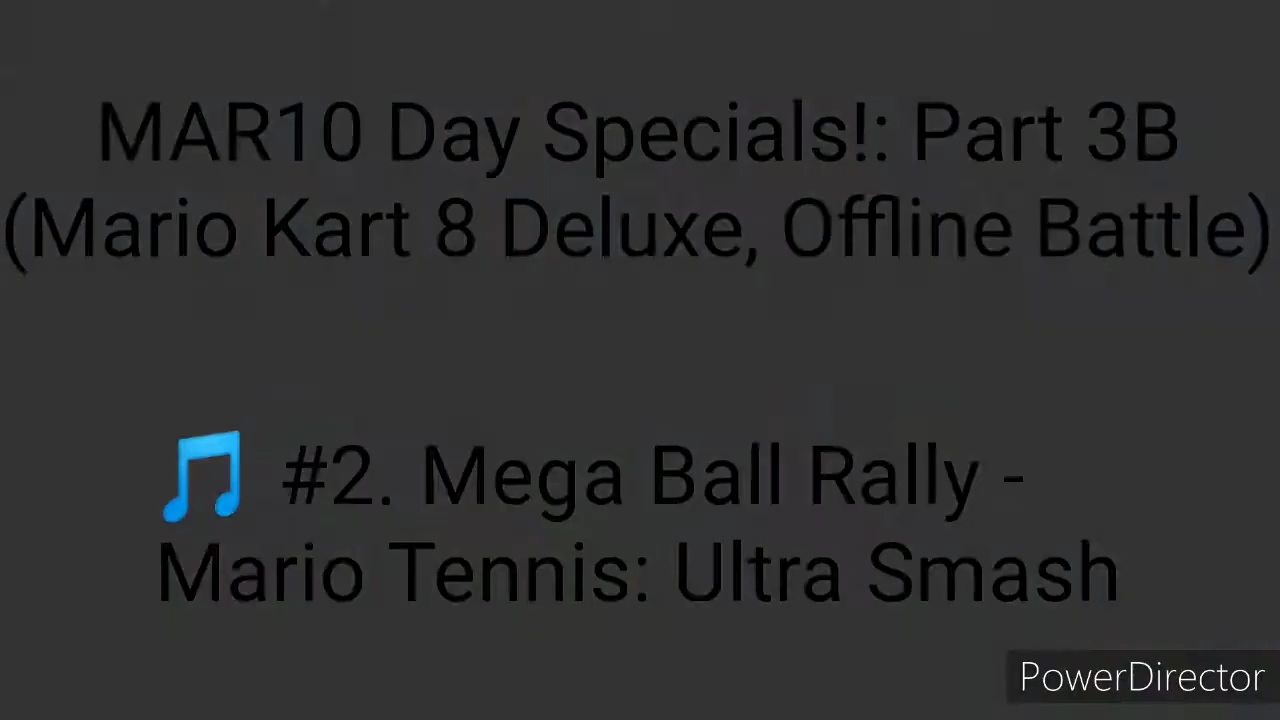 MAR10 Day Specials!: Part 3B
(Mario Kart 8 Deluxe, Offline Battle)
🎵 #2. Mega Ball Rally -
Mario Tennis: Ultra Smash
PowerDirector